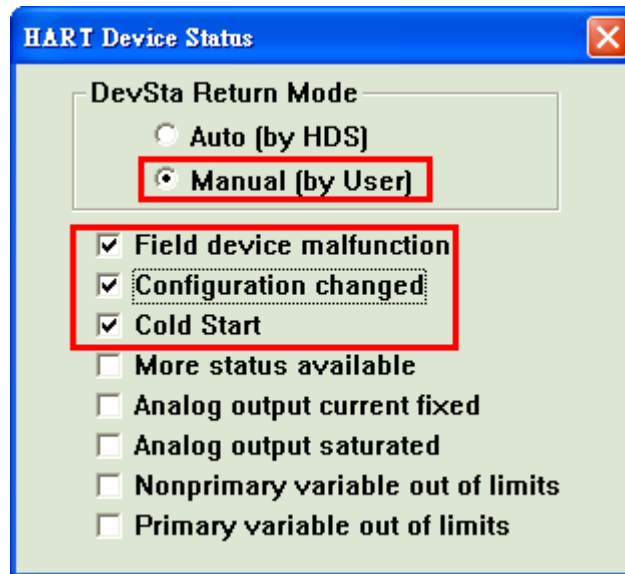 HART Device Status
DevSta Return Mode
Auto (by HDS)
Manual (by User)
Field device malfunction
Configuration changed
Cold Start
More status available
Analog output current fixed
Analog output saturated
Nonprimary variable out of limits
Primary variable out of limits